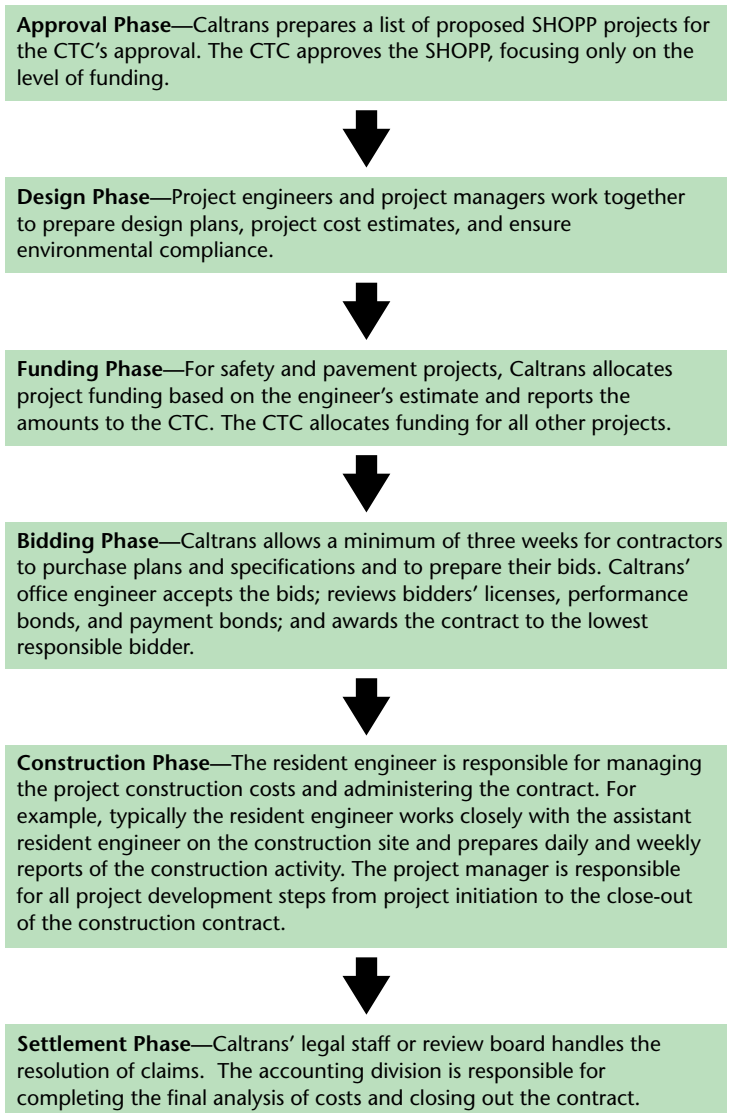 Approval Phase—Caltrans prepares a list of proposed SHOPP projects for
the CTC’s approval. The CTC approves the SHOPP, focusing only on the
level of funding.
Design Phase—Project engineers and project managers work together
to prepare design plans, project cost estimates, and ensure
environmental compliance.
Funding Phase—For safety and pavement projects, Caltrans allocates
project funding based on the engineer’s estimate and reports the
amounts to the CTC. The CTC allocates funding for all other projects.
Bidding Phase—Caltrans allows a minimum of three weeks for contractors
to purchase plans and specifications and to prepare their bids. Caltrans’
office engineer accepts the bids; reviews bidders’ licenses, performance
bonds, and payment bonds; and awards the contract to the lowest
responsible bidder.
Construction Phase—The resident engineer is responsible for managing
the project construction costs and administering the contract. For
example, typically the resident engineer works closely with the assistant
resident engineer on the construction site and prepares daily and weekly
reports of the construction activity. The project manager is responsible
for all project development steps from project initiation to the close-out
of the construction contract.
Settlement Phase—Caltrans’ legal staff or review board handles the
resolution of claims.  The accounting division is responsible for
completing the final analysis of costs and closing out the contract.